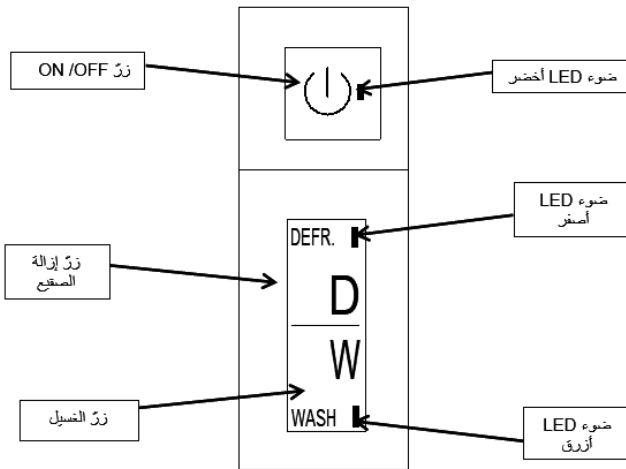 زرّ ON /OFF
ضوء LED أخضر
ضوء LED
أصفر
DEFR.
زرّ إزالة
الصقيع
D
W
زرّ الغسيل
WASH
ضوء LED
أزرق